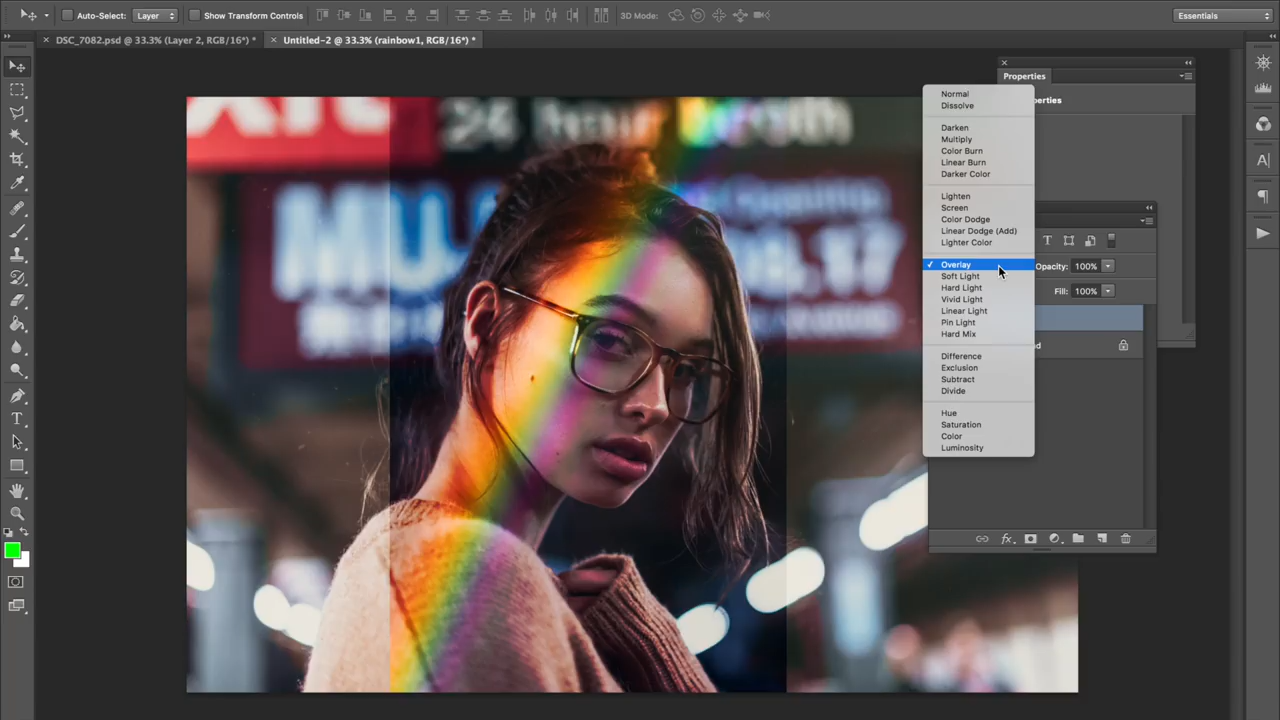 Auto-Select: Layer Show Transform Controls 3D Mode: Essentials
DSC_7082.psd @ 33.3% (Layer 2, RGB/16*) * Untitled-2 @ 33.3% (rainbow1, RGB/16*) *
Properties
operties
Normal
Dissolve
Darken
Multiply
Color Burn
Linear Burn
Darker Color
Lighten
Screen
Color Dodge
Linear Dodge (Add)
Lighter Color
Overlay
Soft Light
Hard Light
Vivid Light
Linear Light
Pin Light
Hard Mix
Difference
Exclusion
Subtract
Divide
Hue
Saturation
Color
Luminosity
Opacity: 100%
Fill: 100%
24 hour